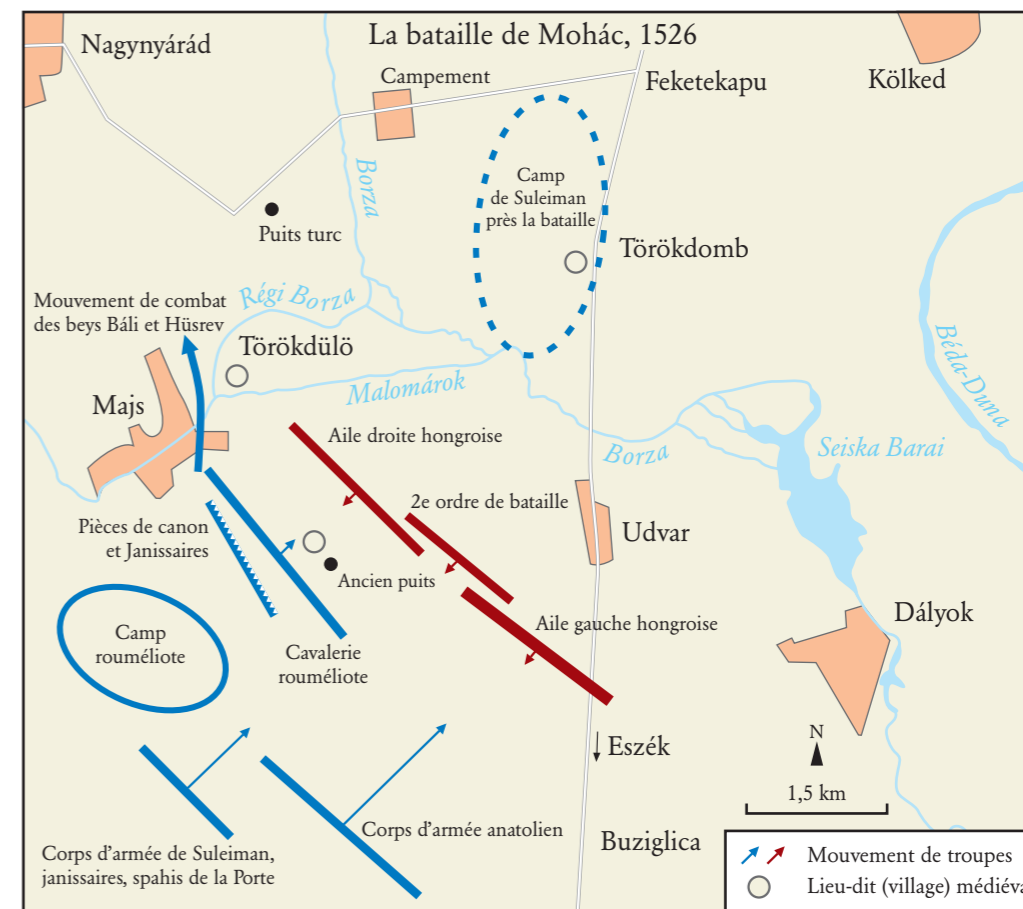 La bataille de Mohác, 1526
Nagynyárád
Campement
Feketekapu
Kölked
Borza
Camp
de Suleiman
près la bataille
Puits turc
Törökdomb
Mouvement de combat
des beys Báli et Hüsrev
Régi Borza
Törökdülö
Malomárok
Béda-Duna
Majs
Aile droite hongroise
Borza
Seiska Barai
2e ordre de bataille
Pièces de canon
et Janissaires
Udvar
Ancien puits
Dályok
Aile gauche hongroise
Camp
rouméliote
Cavalerie
rouméliote
N
Eszék
1,5 km
Corps d'armée anatolien
Buziglica
Corps d'armée de Suleiman,
janissaires, spahis de la Porte
Mouvement de troupes
Lieu-dit (village) médiéva